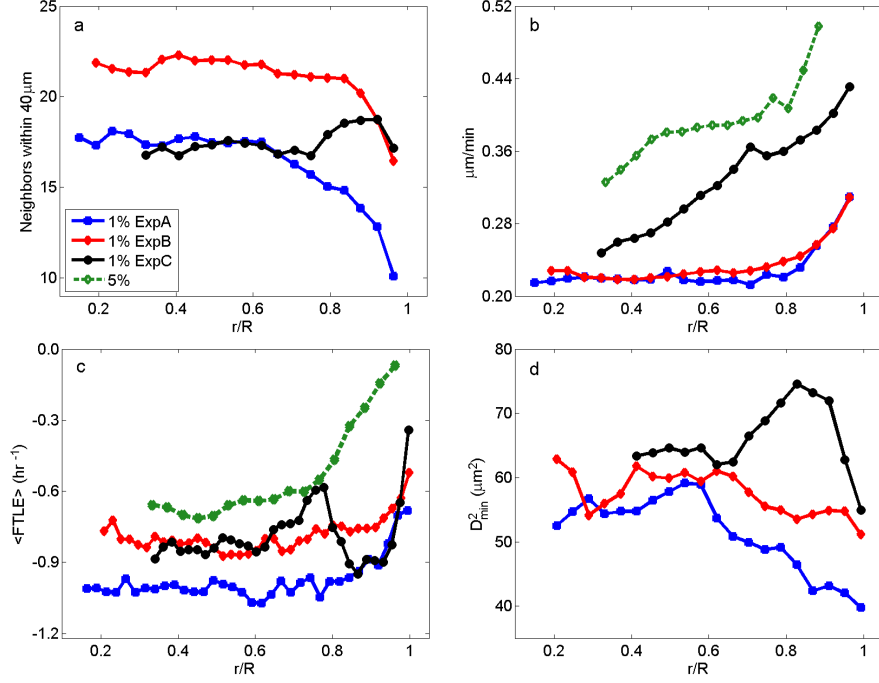 a
25
20
15
10
Neighbors within 40μm
1% ExpA
1% ExpB
1% ExpC
5%
0.2 0.4 0.6 0.8 1
r/R
b
0.52
0.44
0.36
0.28
0.20
μm/min
0.2 0.4 0.6 0.8 1
r/R
c
0.0
-0.3
-0.6
-0.9
-1.2
<FTLE> (hr⁻¹)
0.2 0.4 0.6 0.8 1
r/R
d
80
70
60
50
40
D²min (μm²)
0.2 0.4 0.6 0.8 1
r/R